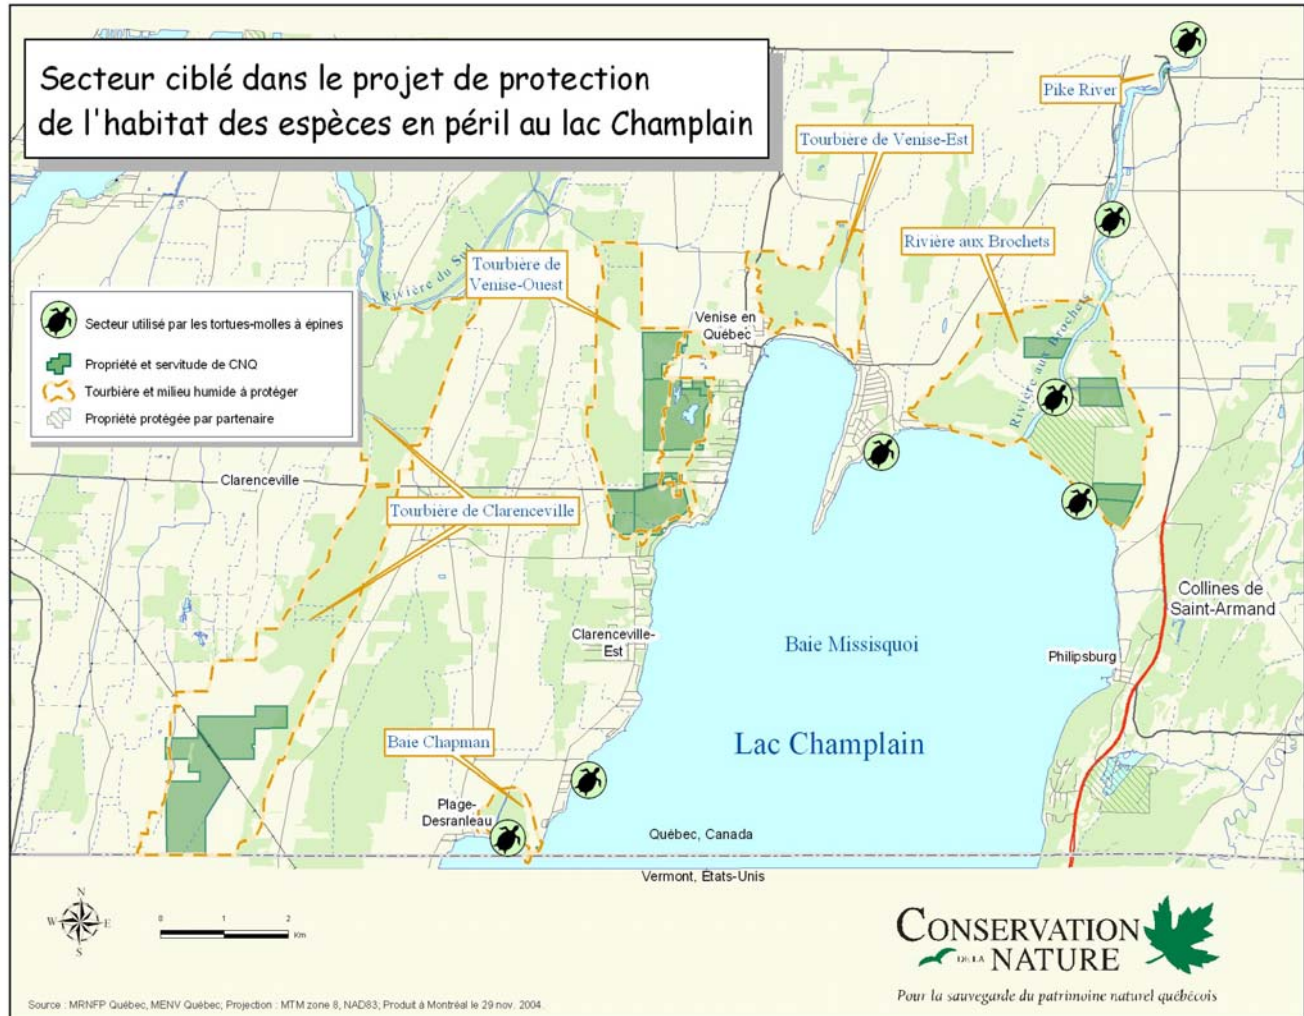 Secteur ciblé dans le projet de protection
de l'habitat des espèces en péril au lac Champlain
Pike River
Tourbière de Venise-Est
Rivière aux Brochets
Tourbière de
Venise-Ouest
Rivière du Sud
Rivière aux Brochets
Venise en
Québec
Secteur utilisé par les tortues-molles à épines
Propriété et servitude de CNQ
Tourbière et milieu humide à protéger
Propriété protégée par partenaire
Clarenceville
Tourbière de Clarenceville
Collines de
Saint-Armand
Clarenceville-
Est
Baie Missisquoi
Philipsburg
Lac Champlain
Baie Chapman
Plage-
Desranleau
Québec, Canada
Vermont, États-Unis
N
W E
S
0 1 2
Km
CONSERVATION
DE LA NATURE
Pour la sauvegarde du patrimoine naturel québécois
Source : MRNFP Québec, MENV Québec; Projection : MTM zone 8, NAD83; Produit à Montréal le 29 nov. 2004.